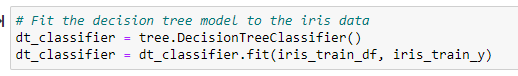 # Fit the decision tree model to the iris data
dt_classifier = tree.DecisionTreeClassifier()
dt_classifier = dt_classifier.fit(iris_train_df, iris_train_y)